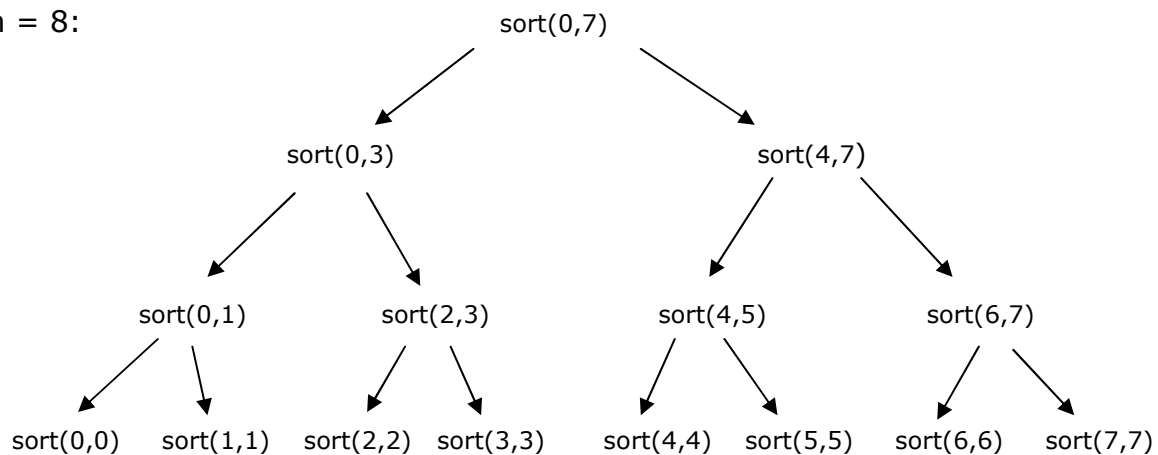 n = 8:
sort(0,7)
sort(0,3) sort(4,7)
sort(0,1) sort(2,3) sort(4,5) sort(6,7)
sort(0,0) sort(1,1) sort(2,2) sort(3,3) sort(4,4) sort(5,5) sort(6,6) sort(7,7)